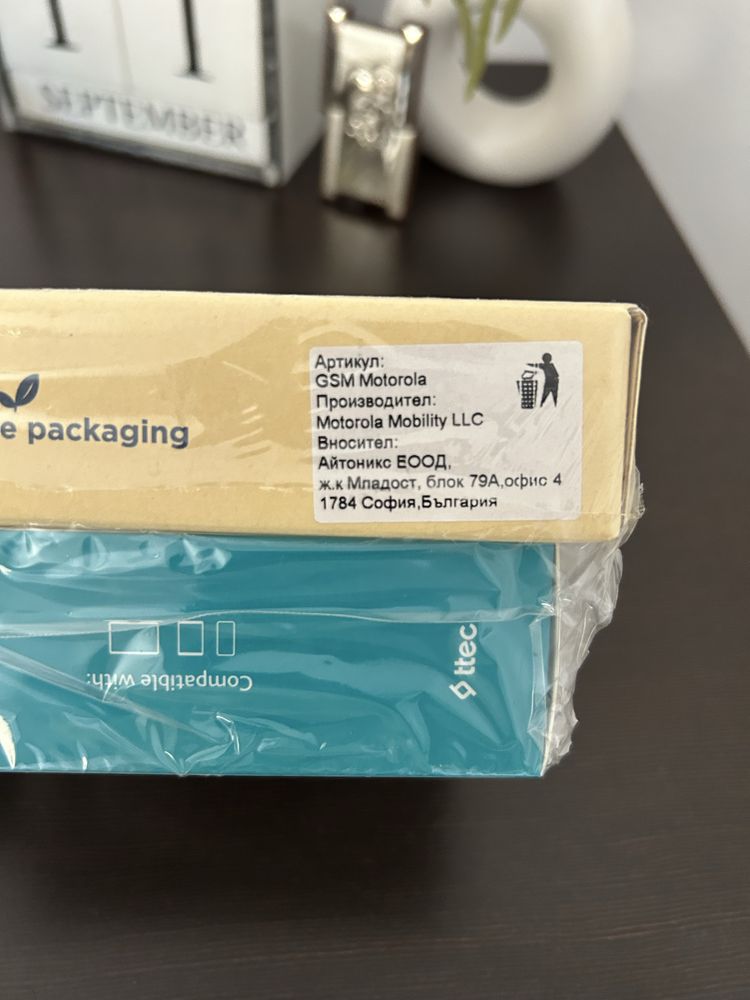 SEPTEMBER
e packaging
Артикул:
GSM Motorola
Производител:
Motorola Mobility LLC
Вносител:
Айтоникс ЕООД,
ж.к Младост, блок 79А,офис 4
1784 София,България
Compatible with:
ttec